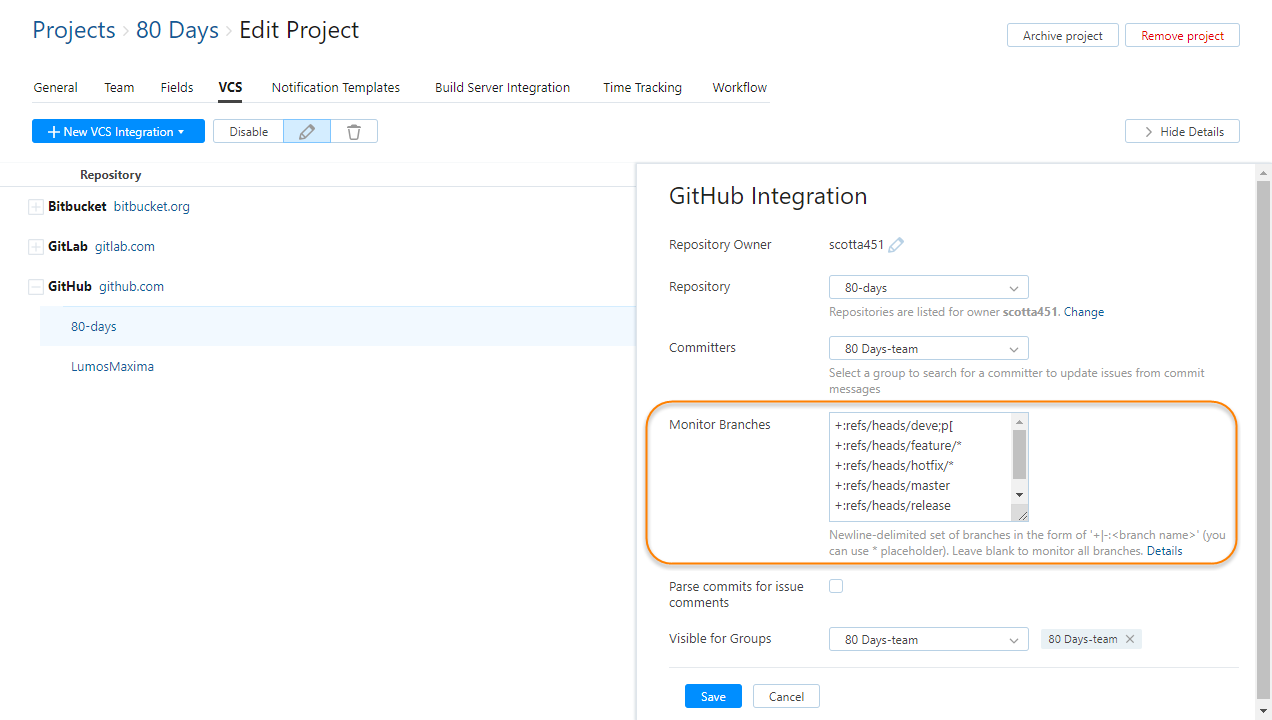 Projects › 80 Days › Edit Project
Archive project
Remove project
General Team Fields VCS Notification Templates Build Server Integration Time Tracking Workflow
+ New VCS Integration ▾
Disable
Hide Details
Repository
Bitbucket bitbucket.org
GitLab gitlab.com
GitHub github.com
80-days
LumosMaxima
GitHub Integration
Repository Owner scotta451
Repository 80-days
Repositories are listed for owner scotta451. Change
Committers 80 Days-team
Select a group to search for a committer to update issues from commit
messages
Monitor Branches
+:refs/heads/deve;p[
+:refs/heads/feature/*
+:refs/heads/hotfix/*
+:refs/heads/master
+:refs/heads/release
Newline-delimited set of branches in the form of '+|-:<branch name>' (you
can use * placeholder). Leave blank to monitor all branches. Details
Parse commits for issue
comments
Visible for Groups 80 Days-team 80 Days-team ×
Save Cancel